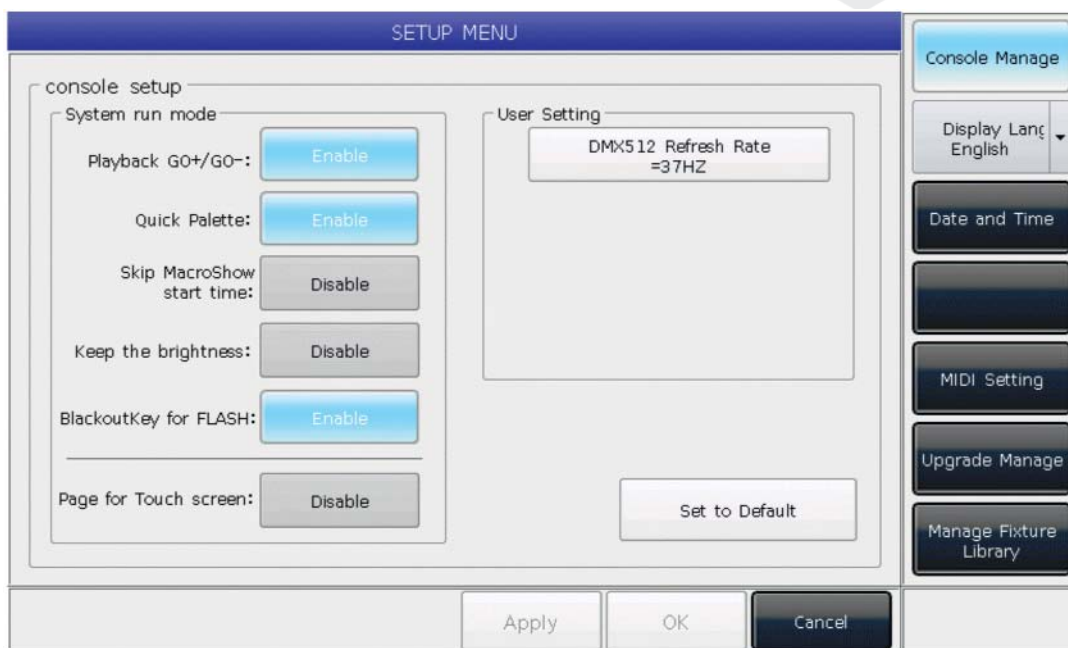 SETUP MENU
console setup
System run mode
Playback GO+/GO-:
Enable
Quick Palette:
Enable
Skip MacroShow
start time:
Disable
Keep the brightness:
Disable
BlackoutKey for FLASH:
Enable
Page for Touch screen:
Disable
User Setting
DMX512 Refresh Rate
=37HZ
Set to Default
Apply
OK
Cancel
Console Manage
Display Lang
English
Date and Time
MIDI Setting
Upgrade Manage
Manage Fixture
Library